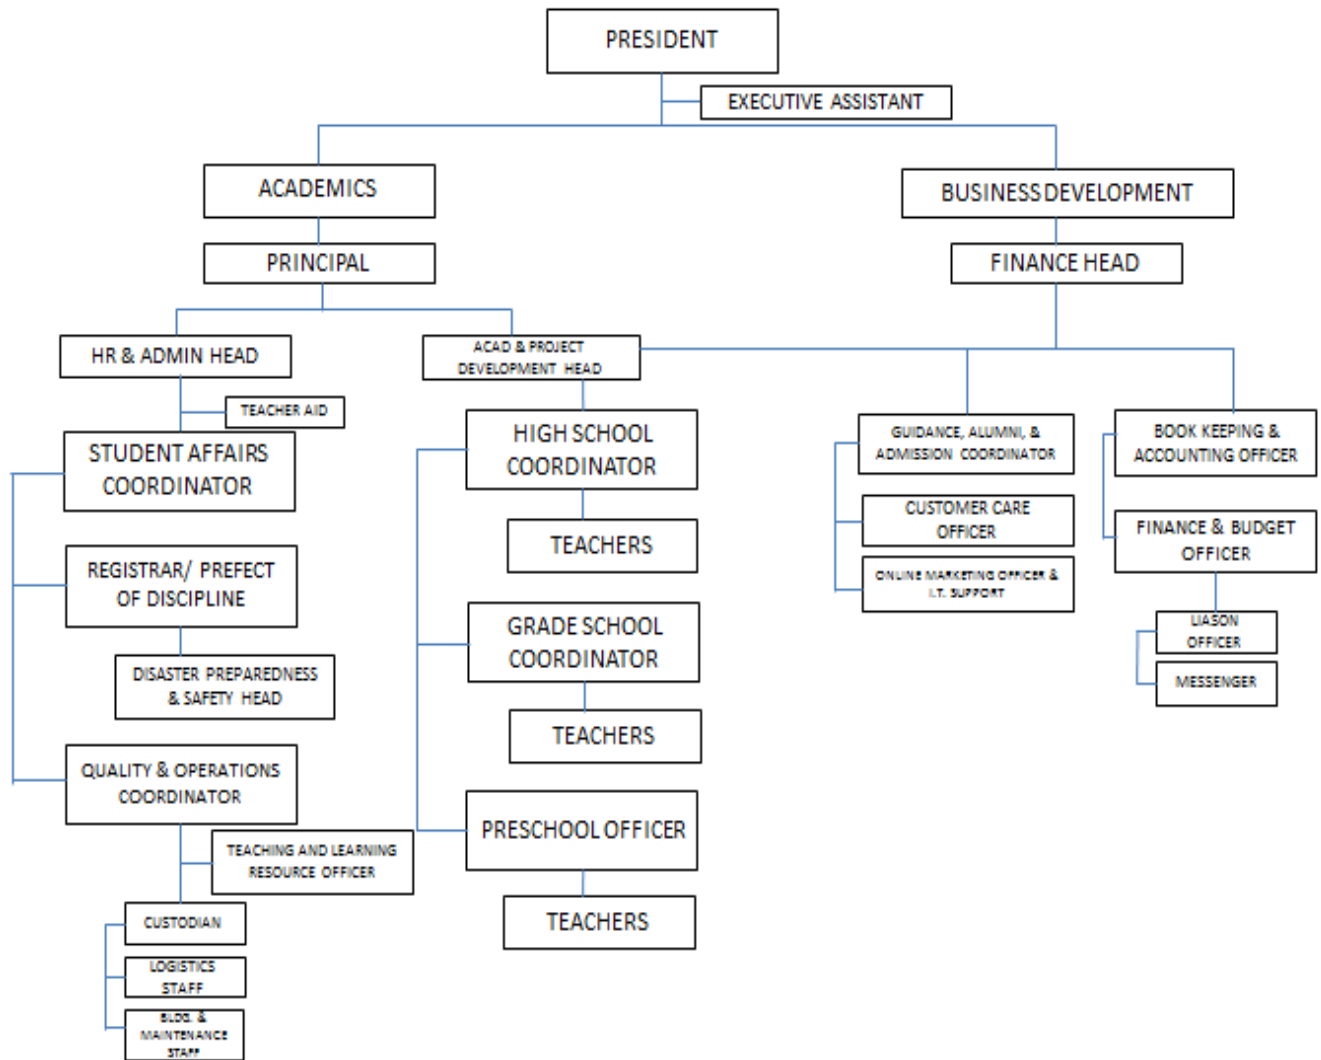 PRESIDENT
EXECUTIVE ASSISTANT
ACADEMICS
BUSINESS DEVELOPMENT
PRINCIPAL
FINANCE HEAD
HR & ADMIN HEAD
ACAD & PROJECT
DEVELOPMENT HEAD
TEACHER AID
STUDENT AFFAIRS
COORDINATOR
REGISTRAR/ PREFECT
OF DISCIPLINE
DISASTER PREPAREDNESS
& SAFETY HEAD
QUALITY & OPERATIONS
COORDINATOR
TEACHING AND LEARNING
RESOURCE OFFICER
CUSTODIAN
LOGISTICS
STAFF
BLDG. &
MAINTENANCE
STAFF
HIGH SCHOOL
COORDINATOR
TEACHERS
GRADE SCHOOL
COORDINATOR
TEACHERS
PRESCHOOL OFFICER
TEACHERS
GUIDANCE, ALUMNI, &
ADMISSION COORDINATOR
CUSTOMER CARE
OFFICER
ONLINE MARKETING OFFICER &
I.T. SUPPORT
BOOK KEEPING &
ACCOUNTING OFFICER
FINANCE & BUDGET
OFFICER
LIASON
OFFICER
MESSENGER